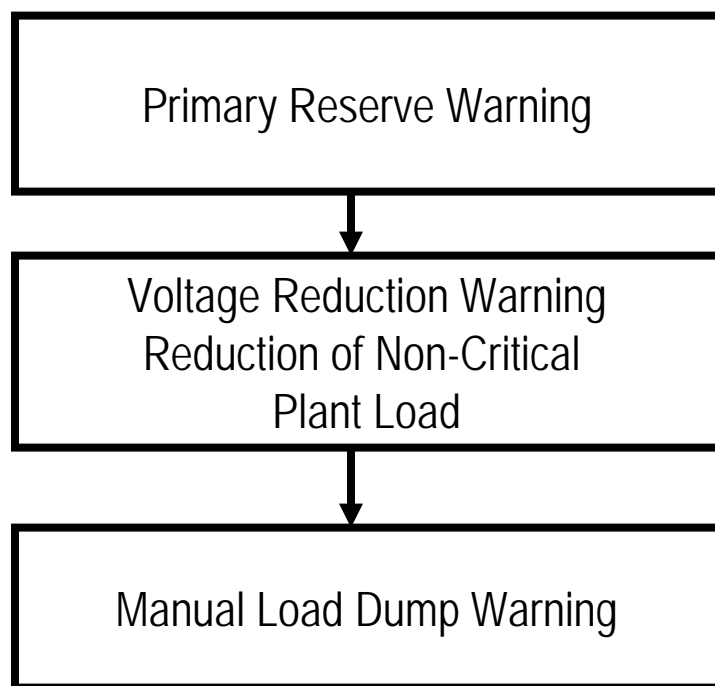 Primary Reserve Warning
Voltage Reduction Warning
Reduction of Non-Critical
Plant Load
Manual Load Dump Warning